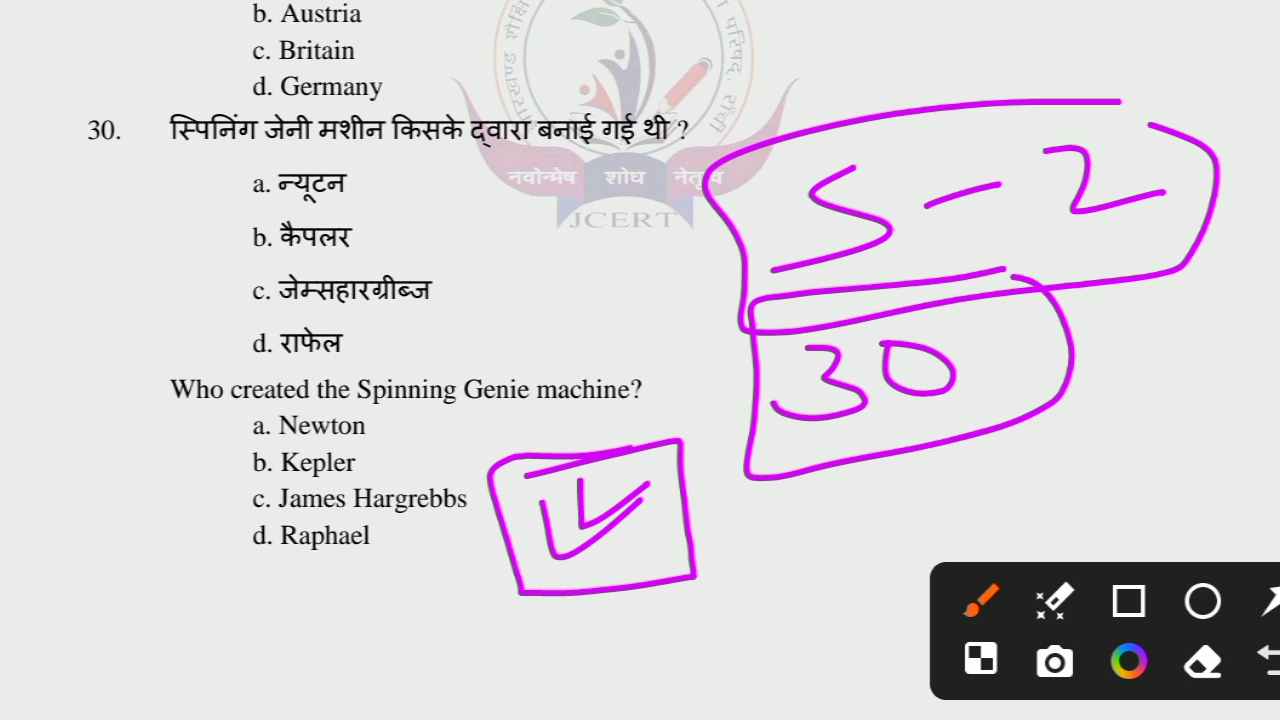 b. Austria
c. Britain
d. Germany
30. स्पिनिंग जेनी मशीन किसके द्वारा बनाई गई थी ?
a. न्यूटन
b. कैपलर
c. जेम्सहारग्रीब्ज
d. राफेल
Who created the Spinning Genie machine?
a. Newton
b. Kepler
c. James Hargrebbs
d. Raphael
नवोन्मेष शोध नेतृत्व
JCERT
S - 2
30